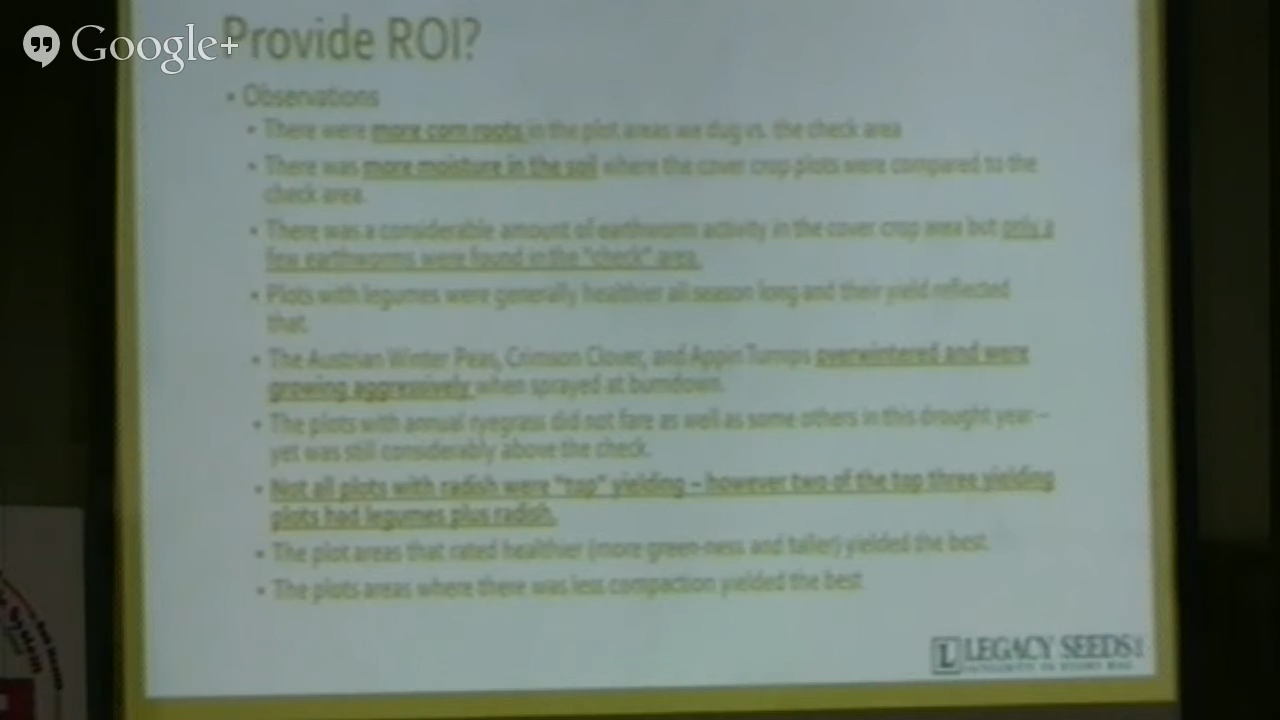 Google+
Provide ROI?
• Observations
• There were more corn roots in the plot areas we dug vs. the check area
• There was more moisture in the soil where the cover crop plots were compared to the
check area.
• There was a considerable amount of earthworm activity in the cover crop area but only a
few earthworms were found in the "check" area.
• Plots with legumes were generally healthier all season long and their yield reflected
that.
• The Austrian Winter Peas, Crimson Clover, and Appin Turnips overwintered and were
growing aggressively when sprayed at burndown.
• The plots with annual ryegrass did not fare as well as some others in this drought year –
yet was still considerably above the check.
• Not all plots with radish were "top" yielding – however two of the top three yielding
plots had legumes plus radish.
• The plot areas that rated healthier (more green-ness and taller) yielded the best
• The plots areas where there was less compaction yielded the best
L LEGACY SEEDS
System